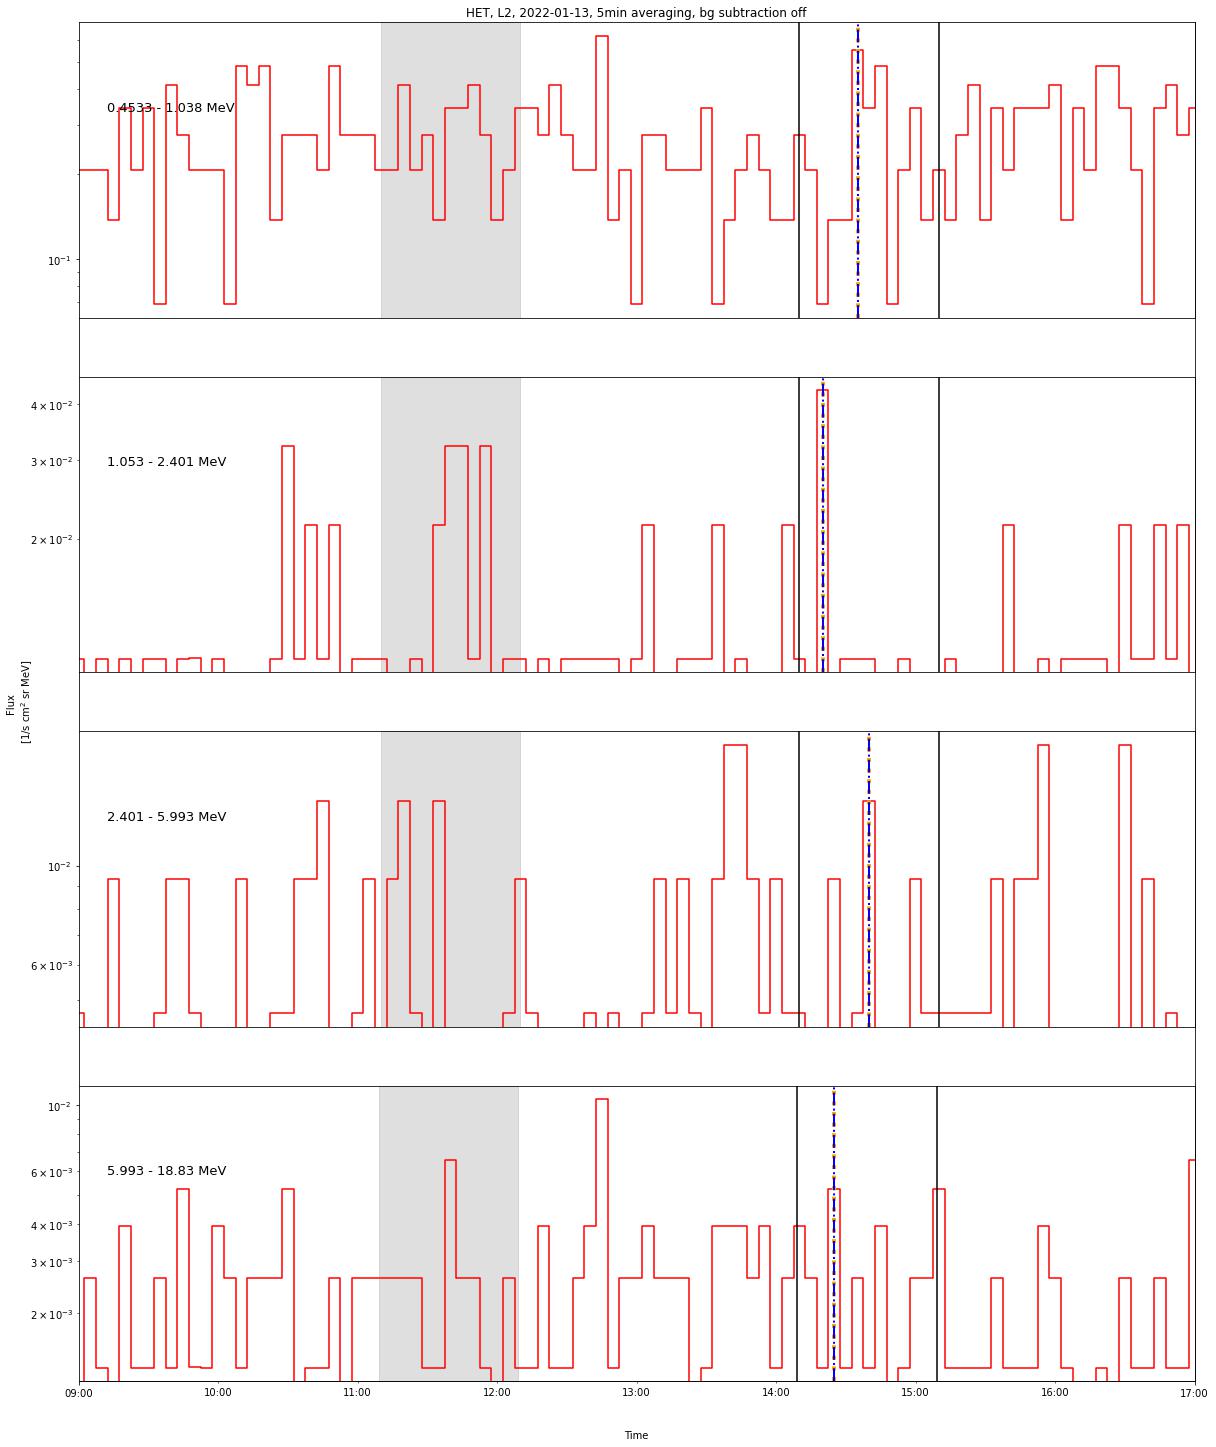 HET, L2, 2022-01-13, 5min averaging, bg subtraction off
0.4533 - 1.038 MeV
10⁻¹
4 × 10⁻²
3 × 10⁻²
1.053 - 2.401 MeV
2 × 10⁻²
Flux
[1/s cm² sr MeV]
2.401 - 5.993 MeV
10⁻²
6 × 10⁻³
10⁻²
5.993 - 18.83 MeV
6 × 10⁻³
4 × 10⁻³
3 × 10⁻³
2 × 10⁻³
09:00 10:00 11:00 12:00 13:00 14:00 15:00 16:00 17:00
Time